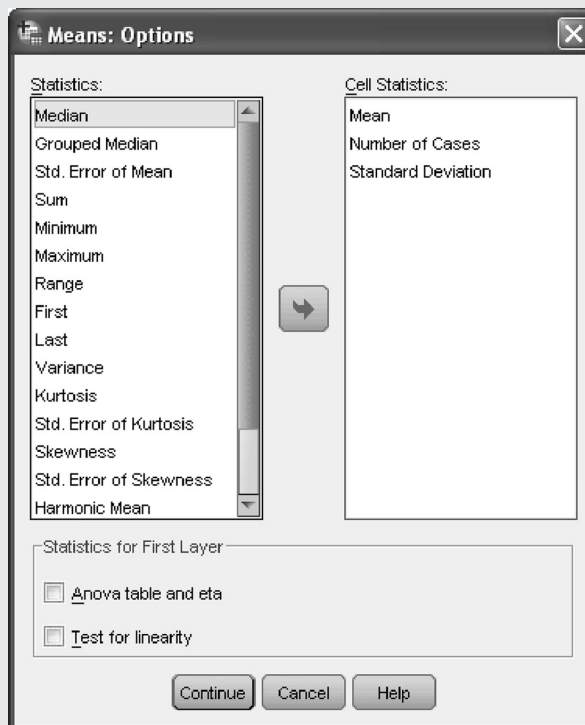 Means: Options
Statistics:
Median
Grouped Median
Std. Error of Mean
Sum
Minimum
Maximum
Range
First
Last
Variance
Kurtosis
Std. Error of Kurtosis
Skewness
Std. Error of Skewness
Harmonic Mean
Cell Statistics:
Mean
Number of Cases
Standard Deviation
Statistics for First Layer
Anova table and eta
Test for linearity
Continue
Cancel
Help